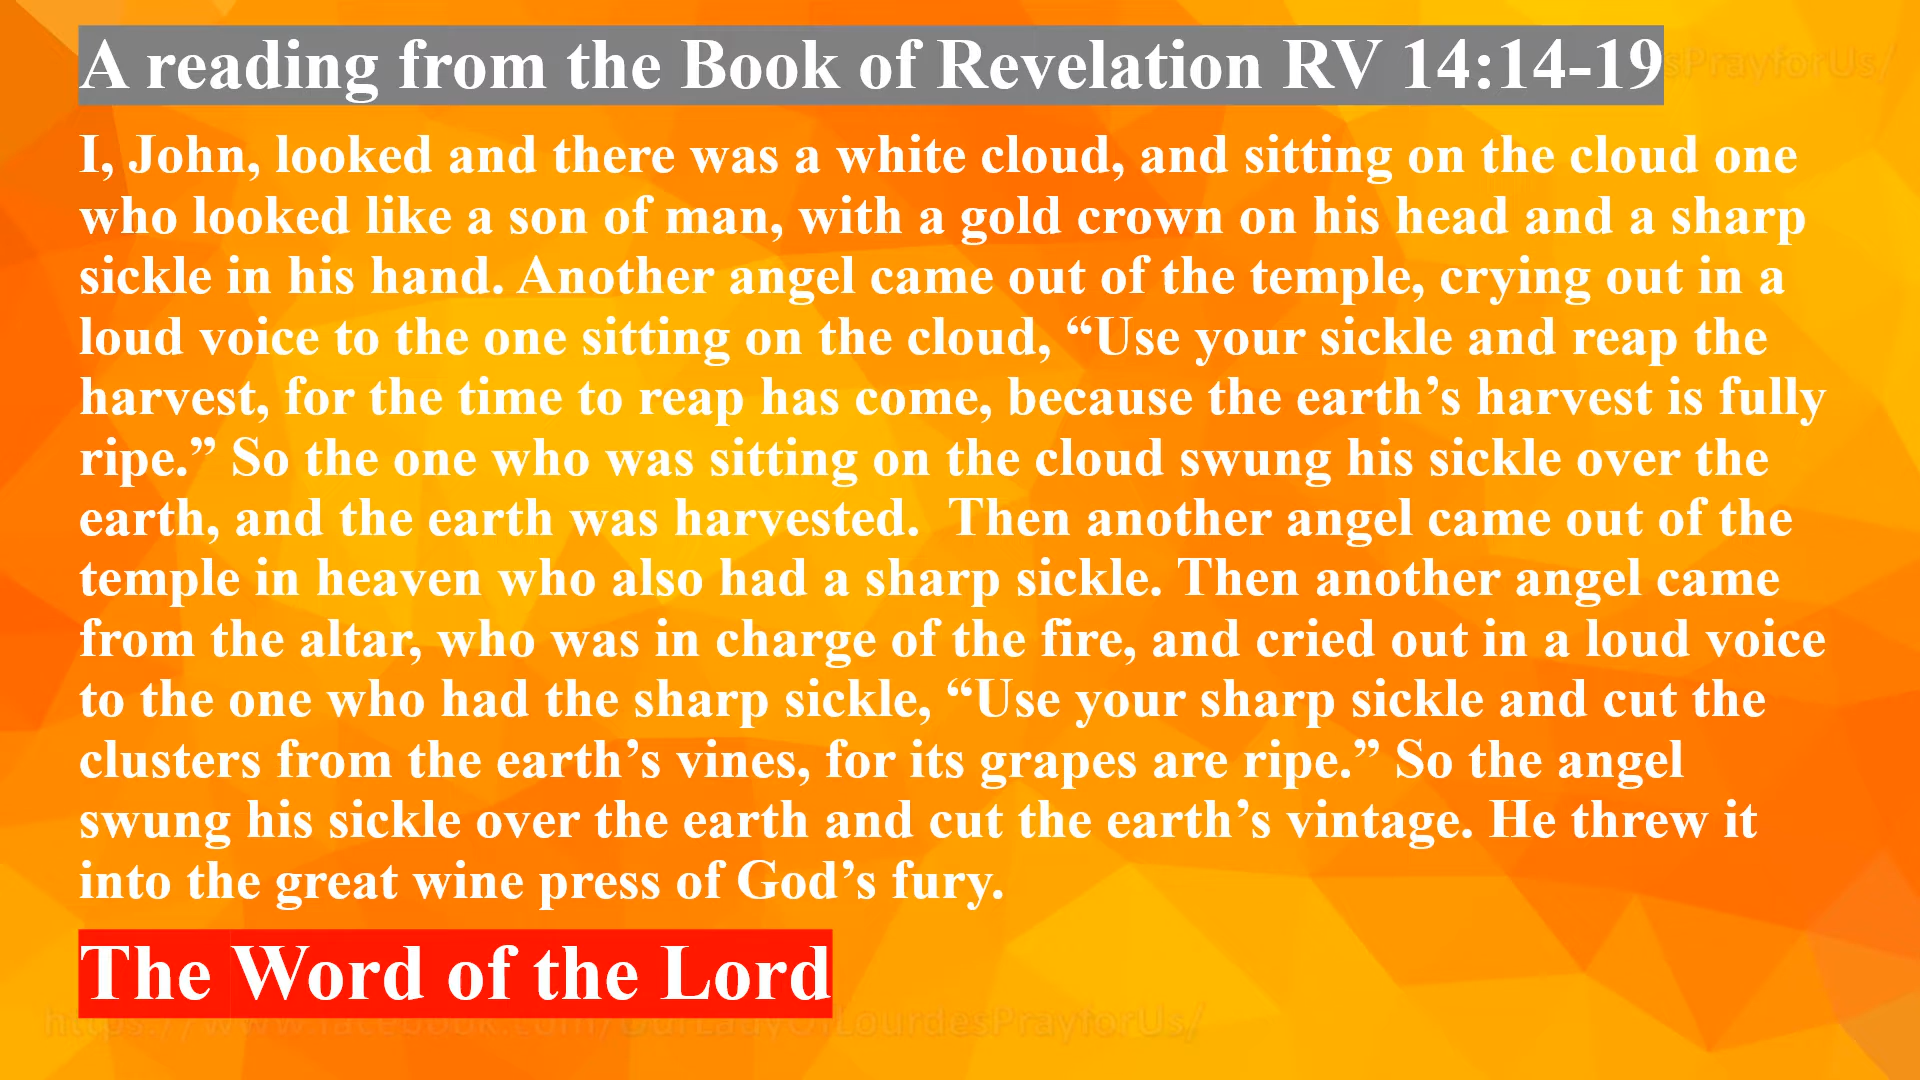 A reading from the Book of Revelation RV 14:14-19
sPrayforUs/
I, John, looked and there was a white cloud, and sitting on the cloud one
who looked like a son of man, with a gold crown on his head and a sharp
sickle in his hand. Another angel came out of the temple, crying out in a
loud voice to the one sitting on the cloud, “Use your sickle and reap the
harvest, for the time to reap has come, because the earth’s harvest is fully
ripe.” So the one who was sitting on the cloud swung his sickle over the
earth, and the earth was harvested.  Then another angel came out of the
temple in heaven who also had a sharp sickle. Then another angel came
from the altar, who was in charge of the fire, and cried out in a loud voice
to the one who had the sharp sickle, “Use your sharp sickle and cut the
clusters from the earth’s vines, for its grapes are ripe.” So the angel
swung his sickle over the earth and cut the earth’s vintage. He threw it
into the great wine press of God’s fury.
The Word of the Lord
https://www.facebook.com/OurLadyOfLourdesPrayforUs/